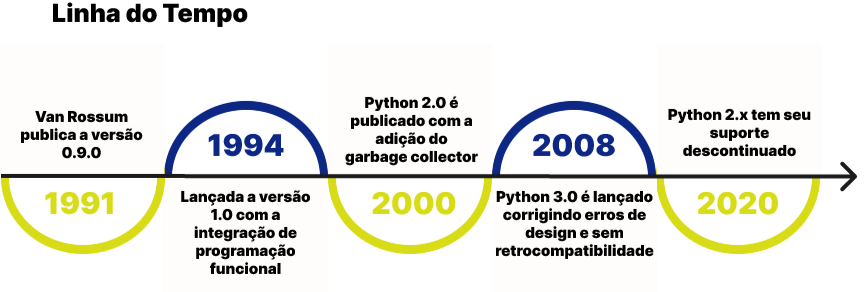 Linha do Tempo
Van Rossum
publica a versão
0.9.0
1991
1994
Lançada a versão
1.0 com a
integração de
programação
funcional
Python 2.0 é
publicado com a
adição do
garbage collector
2000
2008
Python 3.0 é lançado
corrigindo erros de
design e sem
retrocompatibilidade
Python 2.x tem seu
suporte
descontinuado
2020